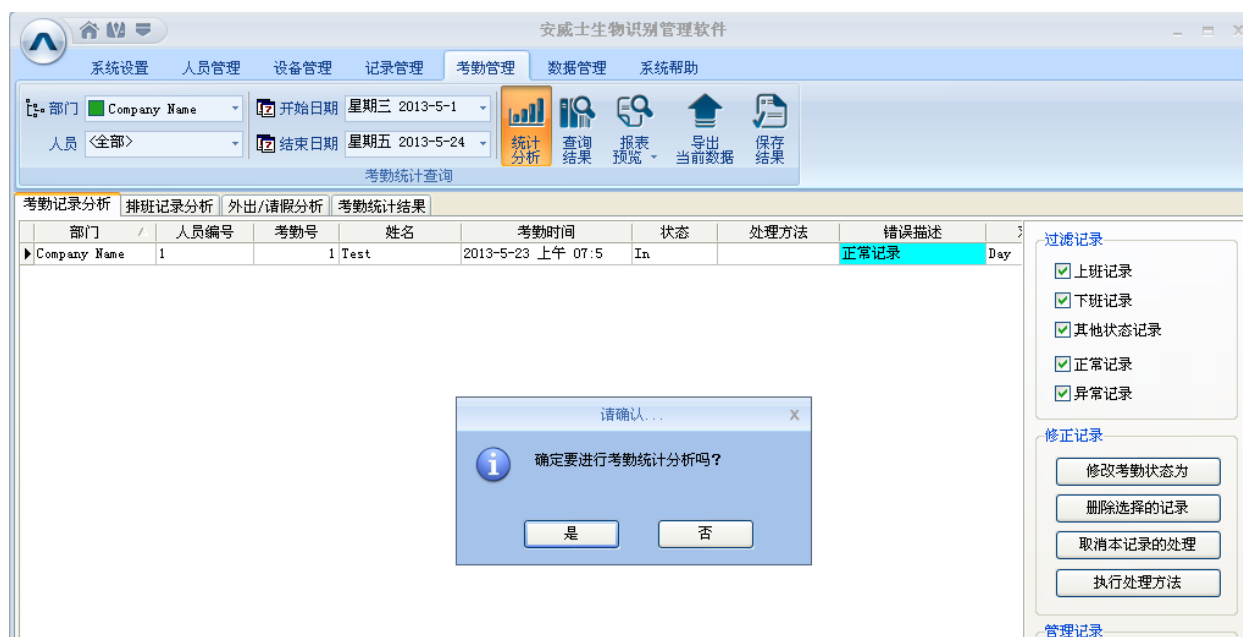 安威士生物识别管理软件
系统设置 人员管理 设备管理 记录管理 考勤管理 数据管理 系统帮助
部门 Company Name 开始日期 星期三 2013-5-1
人员 <全部> 结束日期 星期五 2013-5-24
统计分析 查询结果 报表预览 导出当前数据 保存结果
考勤统计查询
考勤记录分析 排班记录分析 外出/请假分析 考勤统计结果
部门 人员编号 考勤号 姓名 考勤时间 状态 处理方法 错误描述
Company Name 1 1 Test 2013-5-23 上午 07:5 In 正常记录 Day
过滤记录
上班记录
下班记录
其他状态记录
正常记录
异常记录
请确认...
确定要进行考勤统计分析吗?
是 否
修正记录
修改考勤状态为
删除选择的记录
取消本记录的处理
执行处理方法
管理记录